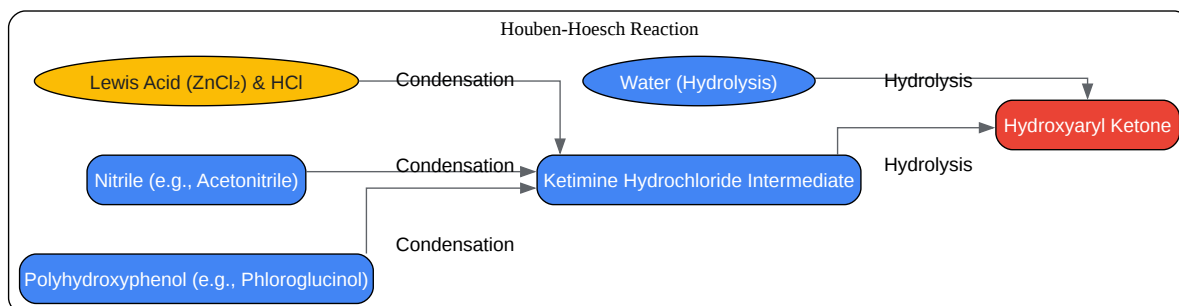 Houben-Hoesch Reaction
Lewis Acid (ZnCl₂) & HCl
Condensation
Water (Hydrolysis)
Hydrolysis
Hydroxyaryl Ketone
Nitrile (e.g., Acetonitrile)
Condensation
Ketimine Hydrochloride Intermediate
Hydrolysis
Condensation
Polyhydroxyphenol (e.g., Phloroglucinol)